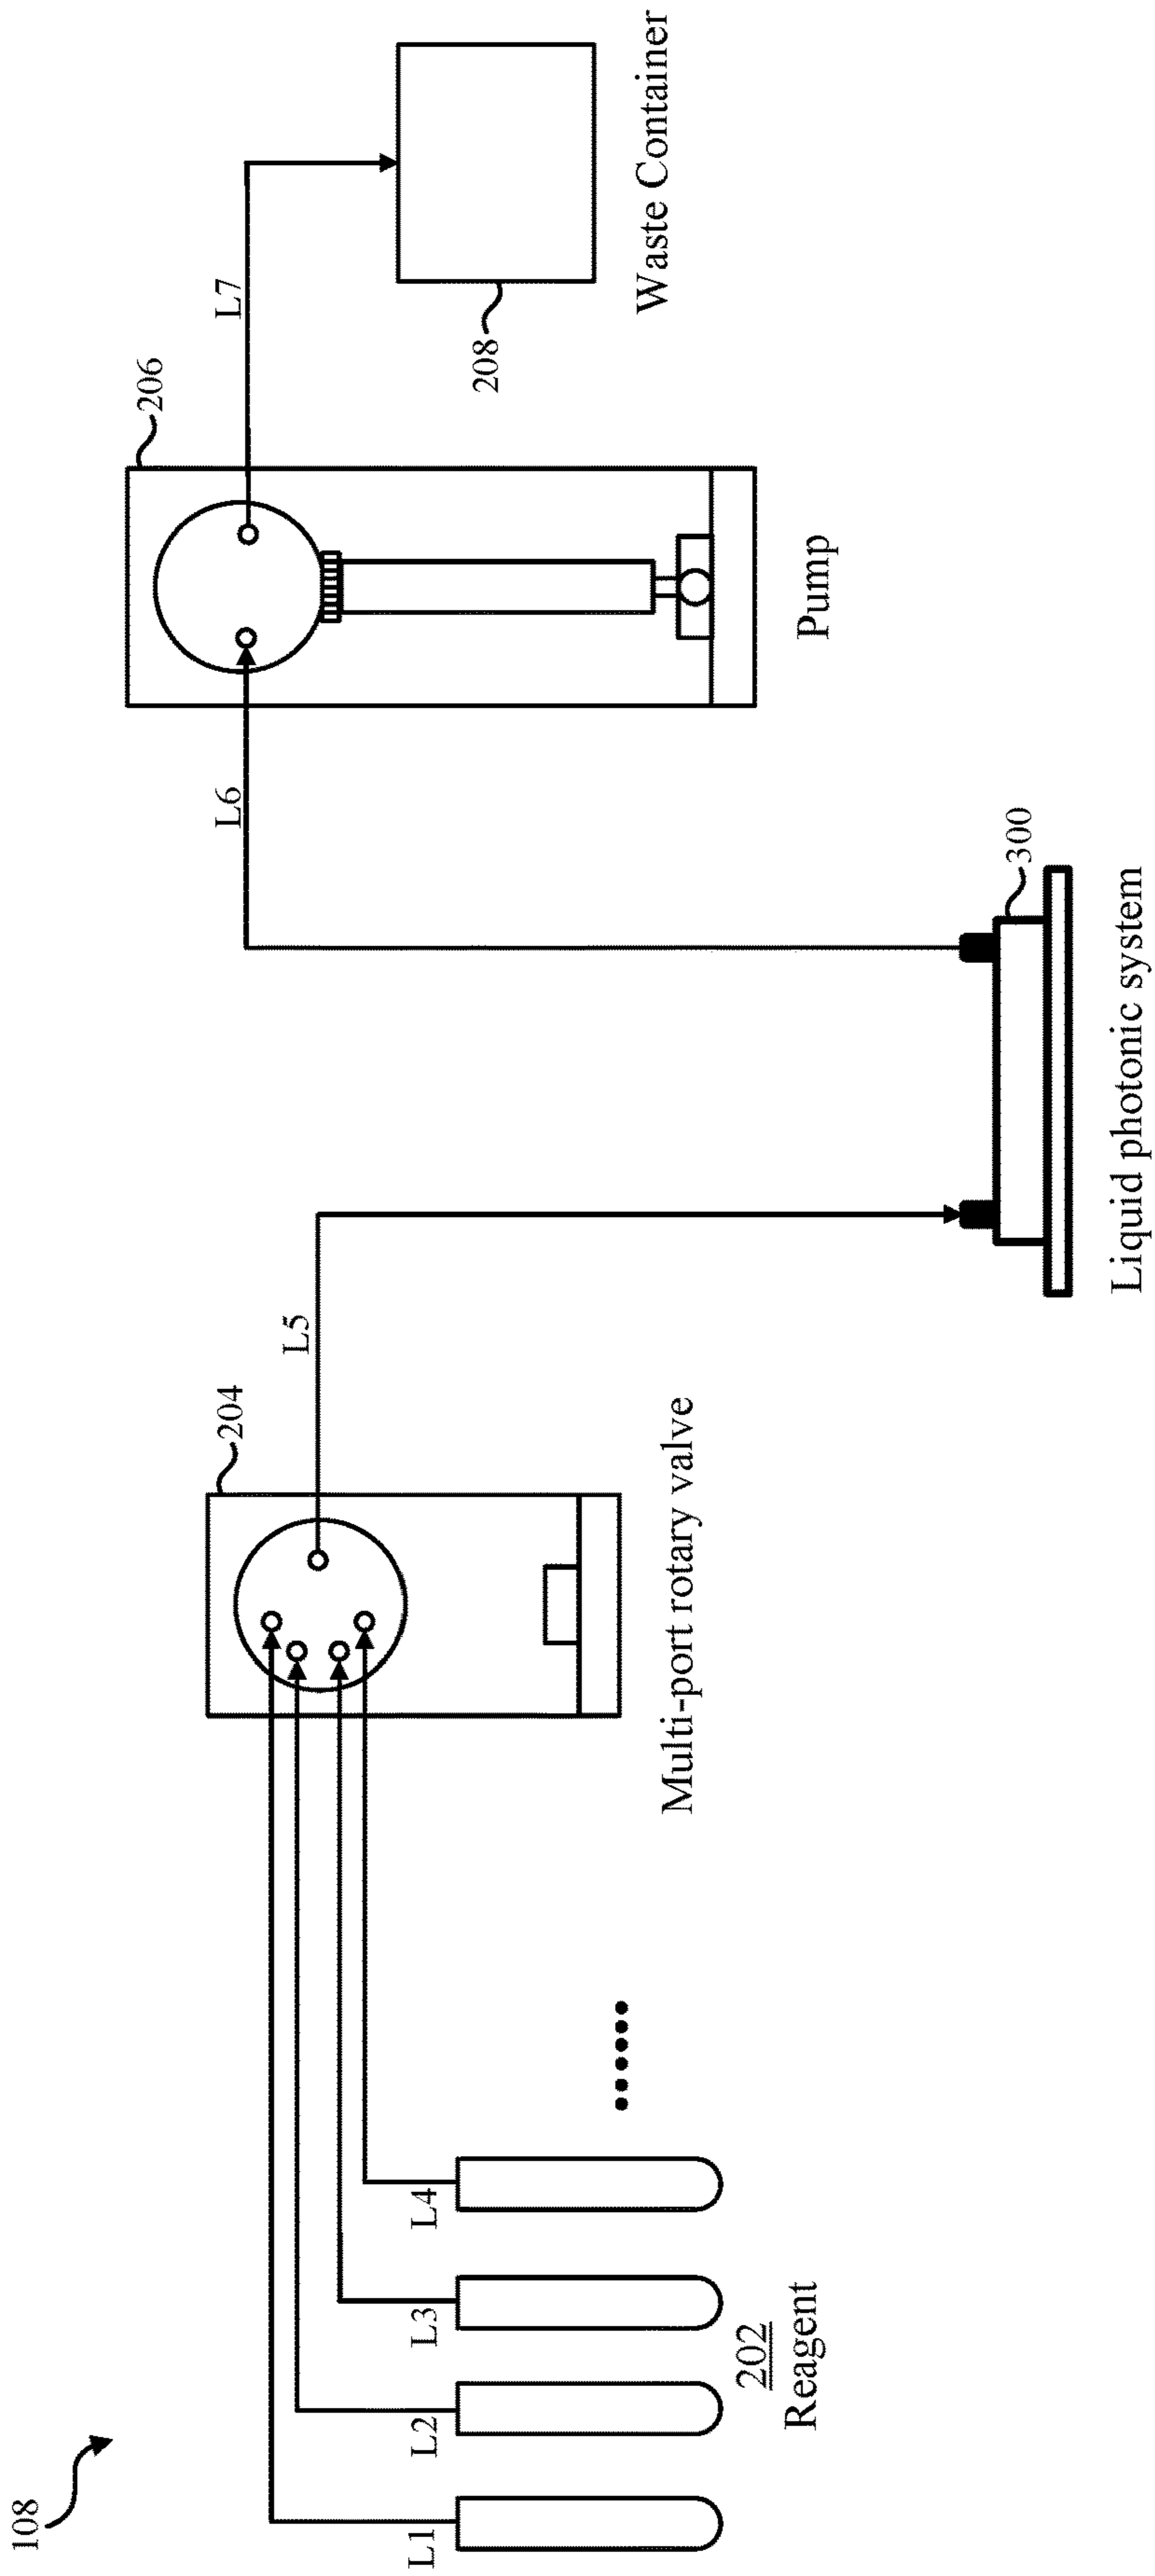 108
L1
L2
L3
L4
202
Reagent
204
Multi-port rotary valve
L5
300
Liquid photonic system
L6
206
Pump
L7
208
Waste Container